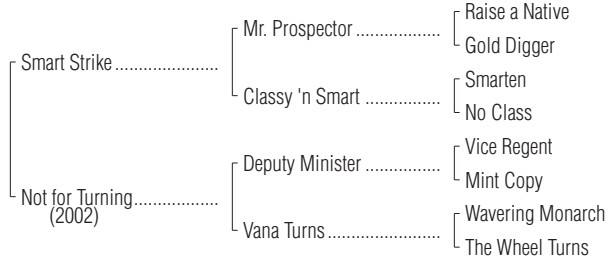 Raise a Native
Mr. Prospector ..................
Gold Digger
Smart Strike ......................
Smarten
Classy 'n Smart ................
No Class
Vice Regent
Deputy Minister ................
Mint Copy
Not for Turning..................
(2002)
Wavering Monarch
Vana Turns .......................
The Wheel Turns